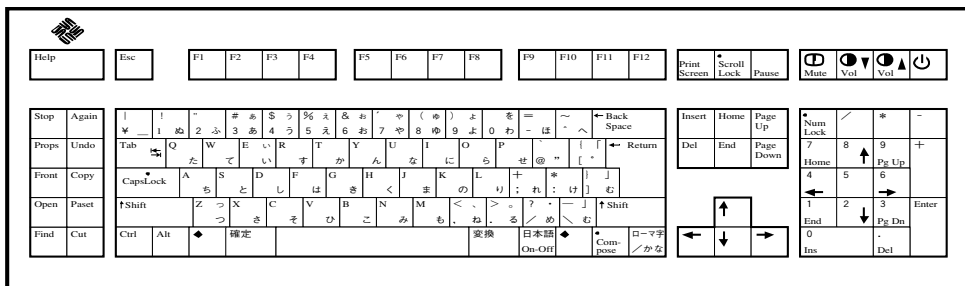 Help Esc F1 F2 F3 F4 F5 F6 F7 F8 F9 F10 F11 F12 Print Screen Scroll Lock Pause Mute Vol Vol
Stop Again | ! " # ぁ $ ぅ % ぇ & ぉ ' ゃ ( ゅ ) ょ を = ~ Back Space Insert Home Page Up Num Lock / * -
¥ _ 1 ぬ 2 ふ 3 あ 4 う 5 え 6 お 7 や 8 ゆ 9 よ 0 わ - ほ ^ へ
Props Undo Tab Q W E ぃ R T Y U I O P ` { 「 Return Del End Page Down 7 8 9 +
た て い す か ん な に ら せ @ ” [ ° Home Pg Up
Front Copy CapsLock A S D F G H J K L + * } 」 4 5 6
ち と し は き く ま の り ; れ : け ] む
Open Paset Shift Z っ X C V B N M < 、 > 。 ? ・ — 」 Shift 1 2 3 Enter
つ さ そ ひ こ み も , ね . る / め \ む End Pg Dn
Find Cut Ctrl Alt 確定 変換 日本語 ローマ字 0 .
On-Off Com-pose /かな Ins Del